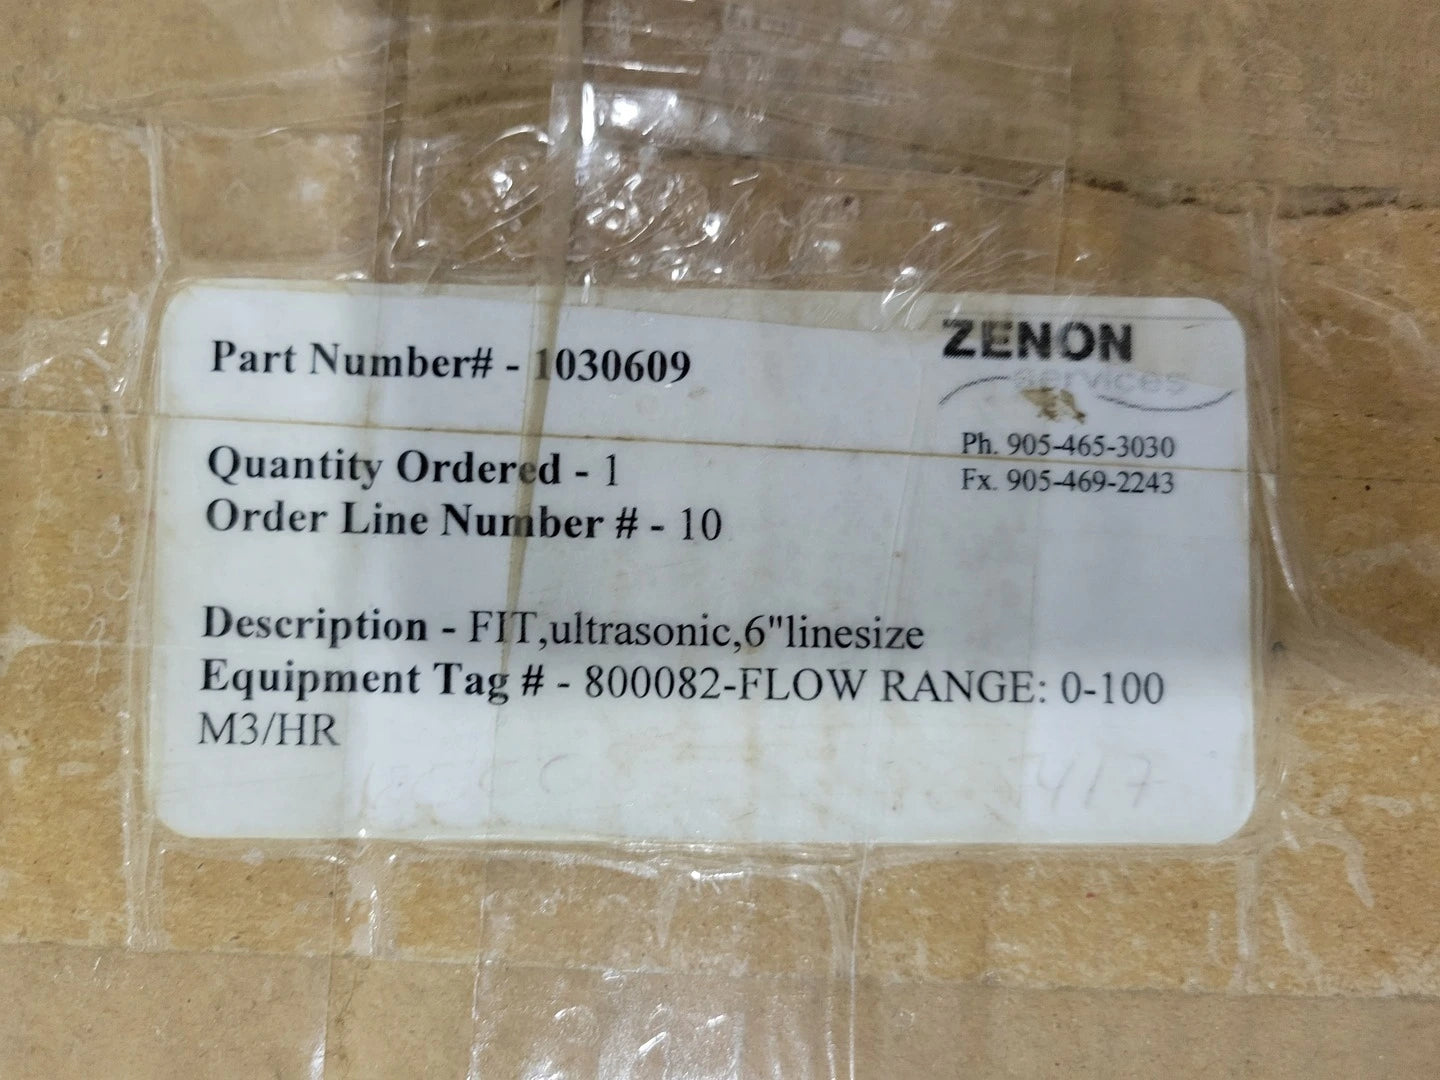 Part Number# - 1030609
ZENON
services
Ph. 905-465-3030
Fx. 905-469-2243
Quantity Ordered - 1
Order Line Number # - 10
Description - FIT,ultrasonic,6"linesize
Equipment Tag # - 800082-FLOW RANGE: 0-100
M3/HR
417